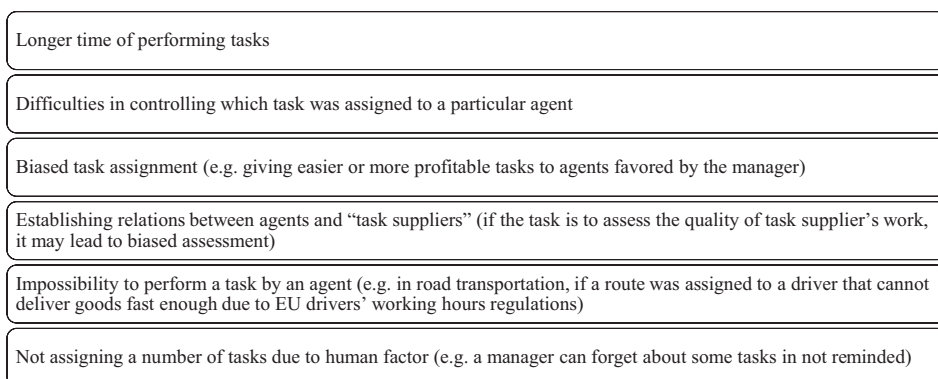 Longer time of performing tasks
Difficulties in controlling which task was assigned to a particular agent
Biased task assignment (e.g. giving easier or more profitable tasks to agents favored by the manager)
Establishing relations between agents and “task suppliers” (if the task is to assess the quality of task supplier’s work,
it may lead to biased assessment)
Impossibility to perform a task by an agent (e.g. in road transportation, if a route was assigned to a driver that cannot
deliver goods fast enough due to EU drivers’ working hours regulations)
Not assigning a number of tasks due to human factor (e.g. a manager can forget about some tasks in not reminded)